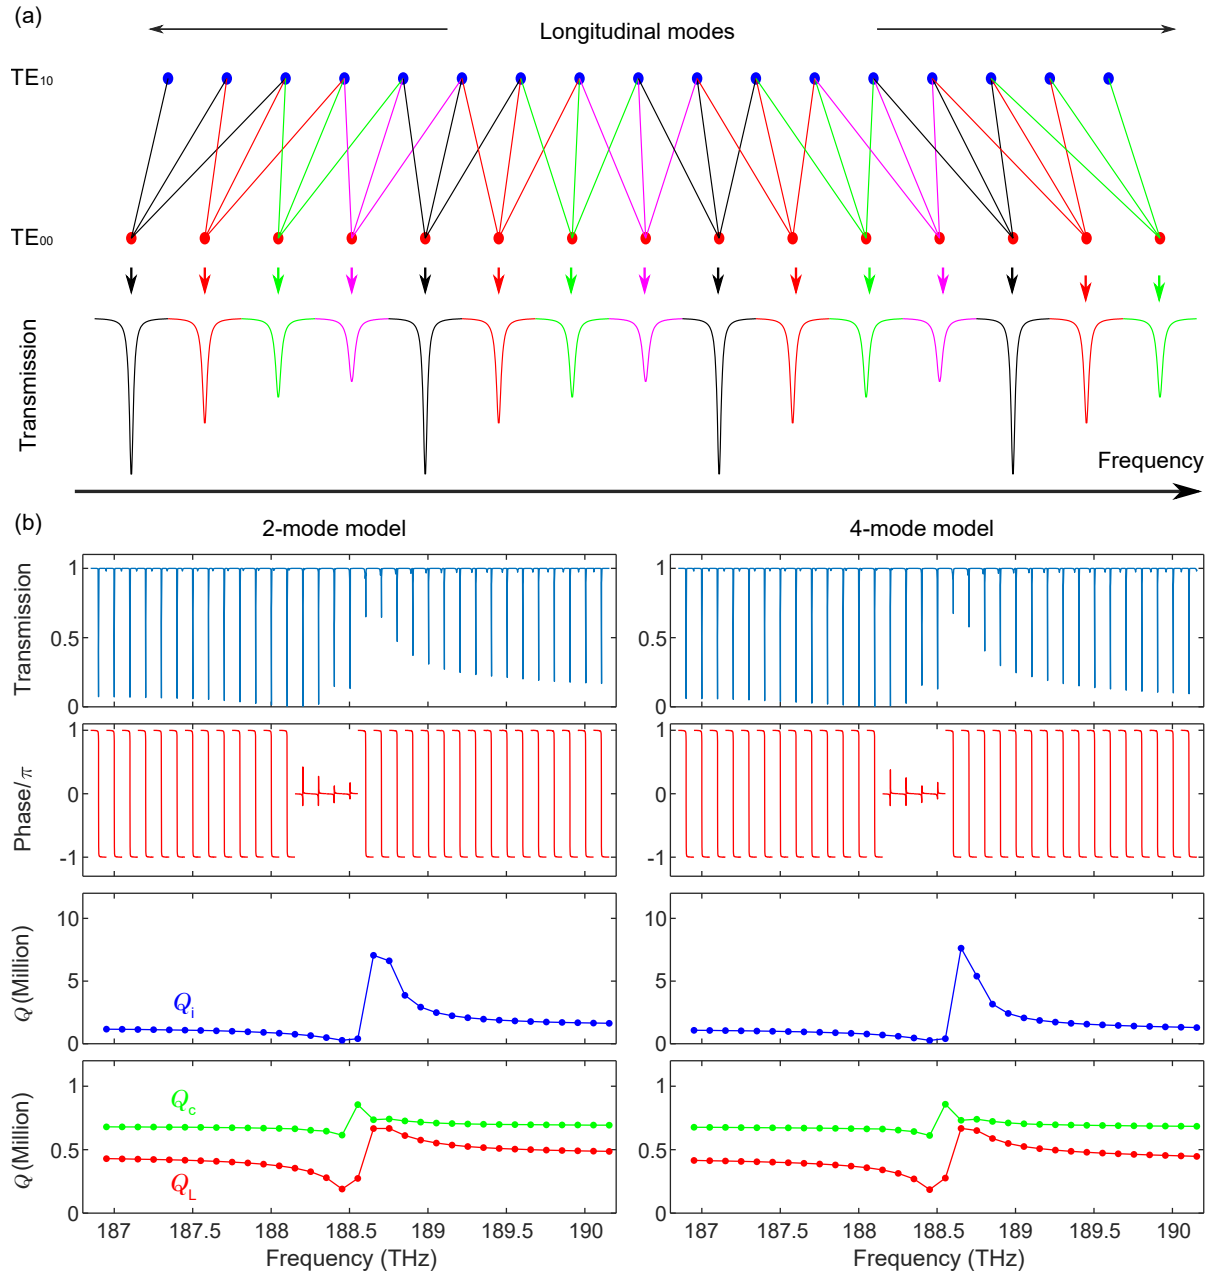 (a)
Longitudinal modes
TE10
TE00
Transmission
Frequency
(b)
2-mode model
4-mode model
Transmission
1
0.5
0
1
0.5
0
Phase/π
1
0
-1
1
0
-1
Q (Million)
10
5
0
Qi
10
5
0
Q (Million)
1
0.5
0
Qc
QL
1
0.5
0
187 187.5 188 188.5 189 189.5 190
187 187.5 188 188.5 189 189.5 190
Frequency (THz)
Frequency (THz)